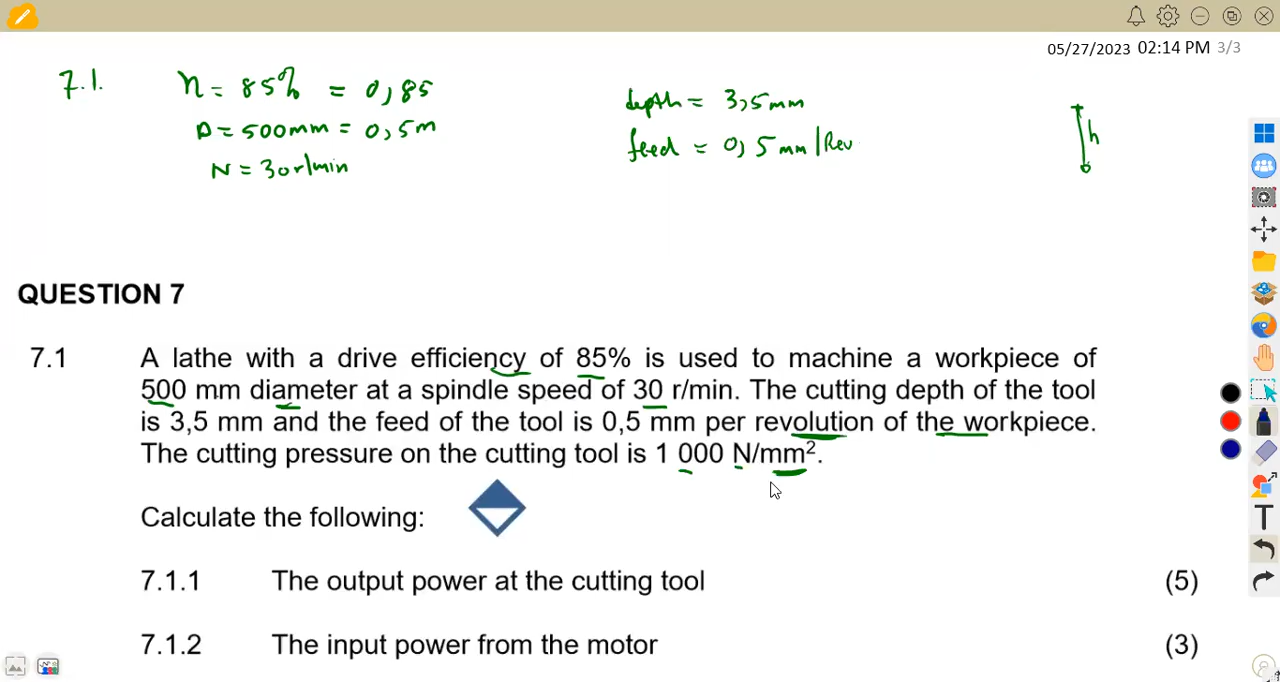 05/27/2023 02:14 PM 3/3
7.1. η = 85% = 0,85
D = 500mm = 0,5m
N = 30r/min
depth = 3,5mm
feed = 0,5 mm/Rev
h
QUESTION 7
7.1 A lathe with a drive efficiency of 85% is used to machine a workpiece of
500 mm diameter at a spindle speed of 30 r/min. The cutting depth of the tool
is 3,5 mm and the feed of the tool is 0,5 mm per revolution of the workpiece.
The cutting pressure on the cutting tool is 1 000 N/mm².
Calculate the following:
7.1.1 The output power at the cutting tool (5)
7.1.2 The input power from the motor (3)